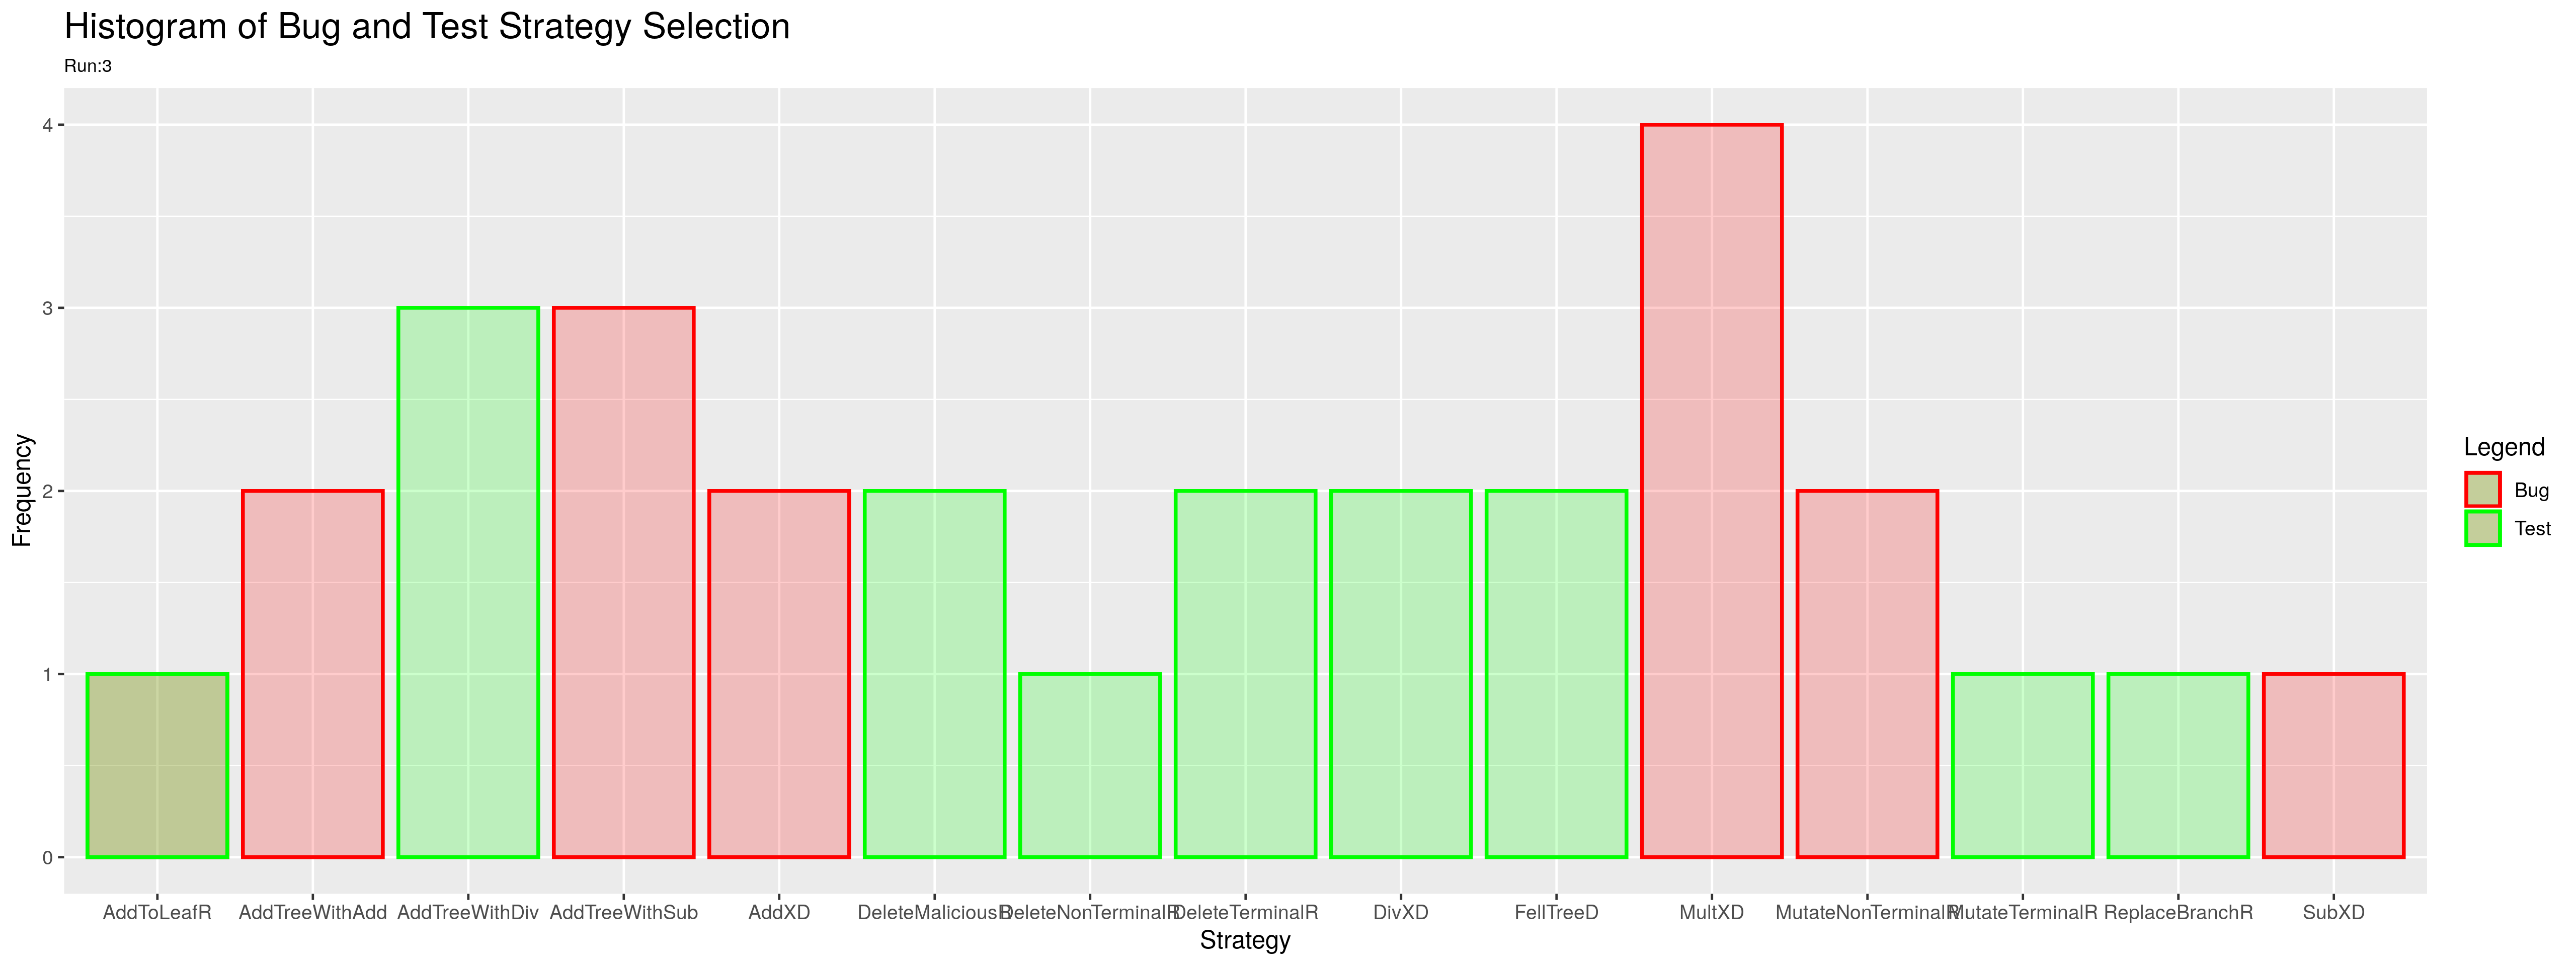 Histogram of Bug and Test Strategy Selection
Run:3
4
3
2
1
0
Frequency
AddToLeafR AddTreeWithAdd AddTreeWithDiv AddTreeWithSub AddXD DeleteMaliciousD DeleteNonTerminalR DeleteTerminalR DivXD FellTreeD MultXD MutateNonTerminalR MutateTerminalR ReplaceBranchR SubXD
Strategy
Legend
Bug
Test